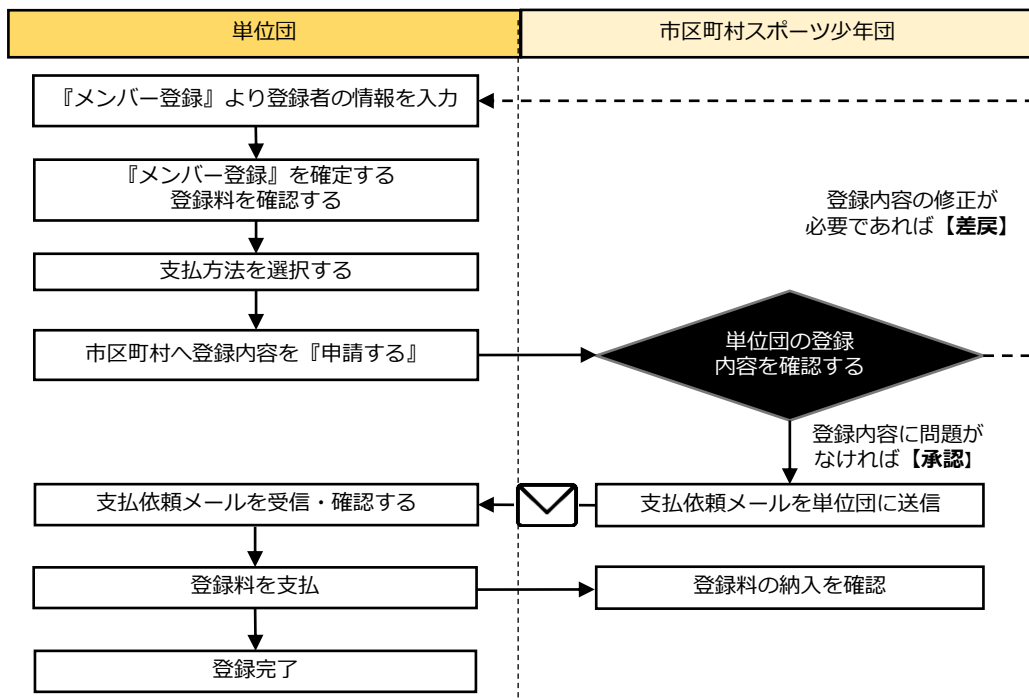 単位団
市区町村スポーツ少年団
『メンバー登録』より登録者の情報を入力
『メンバー登録』を確定する
登録料を確認する
登録内容の修正が
必要であれば【差戻】
支払方法を選択する
市区町村へ登録内容を『申請する』
単位団の登録
内容を確認する
登録内容に問題が
なければ【承認】
支払依頼メールを受信・確認する
支払依頼メールを単位団に送信
登録料を支払
登録料の納入を確認
登録完了